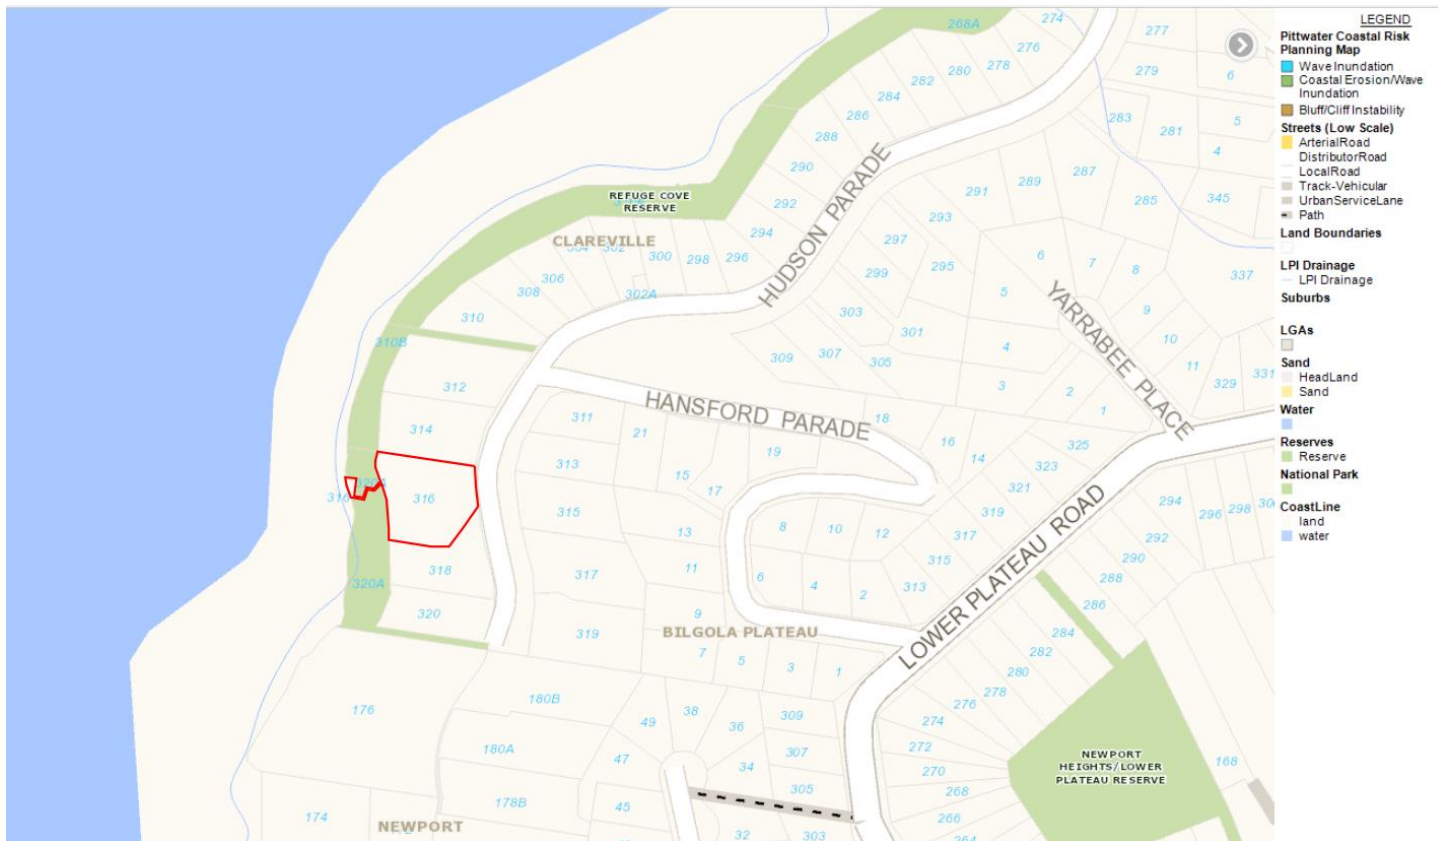 LEGEND
Pittwater Coastal Risk
Planning Map
Wave Inundation
Coastal Erosion/Wave
Inundation
Bluff/Cliff Instability
Streets (Low Scale)
ArterialRoad
DistributorRoad
LocalRoad
Track-Vehicular
UrbanServiceLane
Path
Land Boundaries
LPI Drainage
LPI Drainage
Suburbs
LGAs
Sand
HeadLand
Sand
Water
Reserves
Reserve
National Park
CoastLine
land
water
268A
274
276
278
280
282
284
286
288
290
292
294
296
298
300
302
302A
306
308
310
310B
312
314
316
320A
318
320A
320
REFUGE COVE
RESERVE
CLAREVILLE
HUDSON PARADE
277
279
6
283
281
5
4
287
289
291
285
345
293
297
295
299
303
301
305
307
309
6
7
8
337
5
9
4
10
11
3
2
1
329
331
YARRABEE PLACE
HANSFORD PARADE
311
21
19
18
16
14
325
323
321
319
317
315
313
313
15
17
315
13
8
10
12
317
11
6
4
2
319
9
7
5
3
1
BILGOLA PLATEAU
LOWER PLATEAU ROAD
294
296
298
292
290
288
286
284
282
280
278
276
274
272
270
268
266
NEWPORT
HEIGHTS/LOWER
PLATEAU RESERVE
168
176
180B
180A
178B
174
49
38
36
309
307
47
34
305
45
32
303
NEWPORT